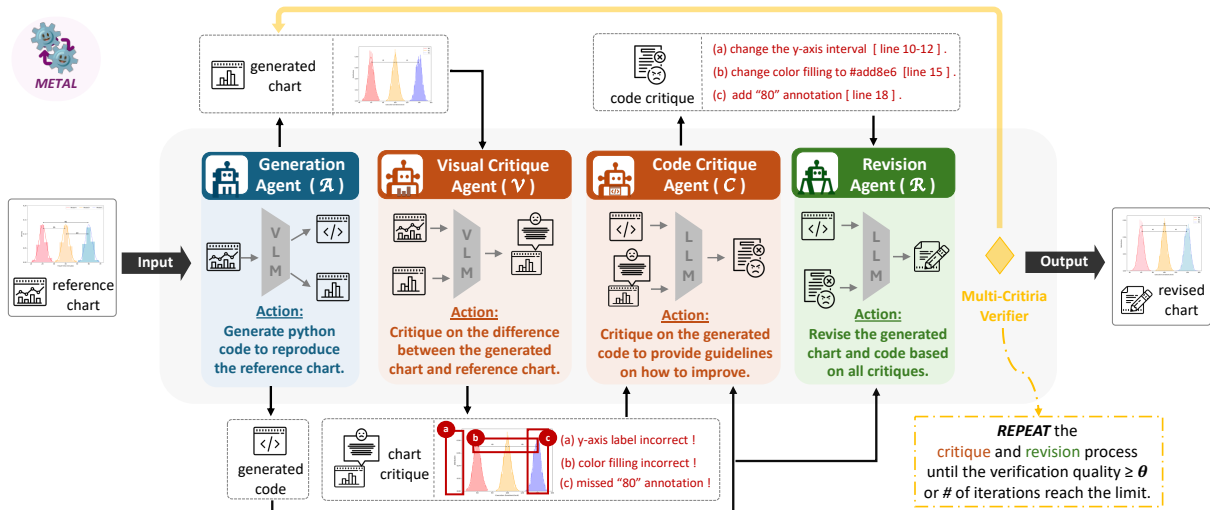 METAL
generated
chart
code critique
(a) change the y-axis interval [ line 10-12 ] .
(b) change color filling to #add8e6 [line 15 ] .
(c) add “80” annotation [ line 18 ] .
Generation
Agent ( 𝒜 )
Visual Critique
Agent ( 𝒱 )
Code Critique
Agent ( 𝒞 )
Revision
Agent ( ℛ )
reference
chart
Input
VLM
VLM
LLM
LLM
Action:
Generate python
code to reproduce
the reference chart.
Action:
Critique on the difference
between the generated
chart and reference chart.
Action:
Critique on the generated
code to provide guidelines
on how to improve.
Action:
Revise the generated
chart and code based
on all critiques.
Multi-Critiria
Verifier
Output
revised
chart
generated
code
chart
critique
a
b
c
(a) y-axis label incorrect !
(b) color filling incorrect !
(c) missed “80” annotation !
REPEAT the
critique and revision process
until the verification quality ≥ θ
or # of iterations reach the limit.